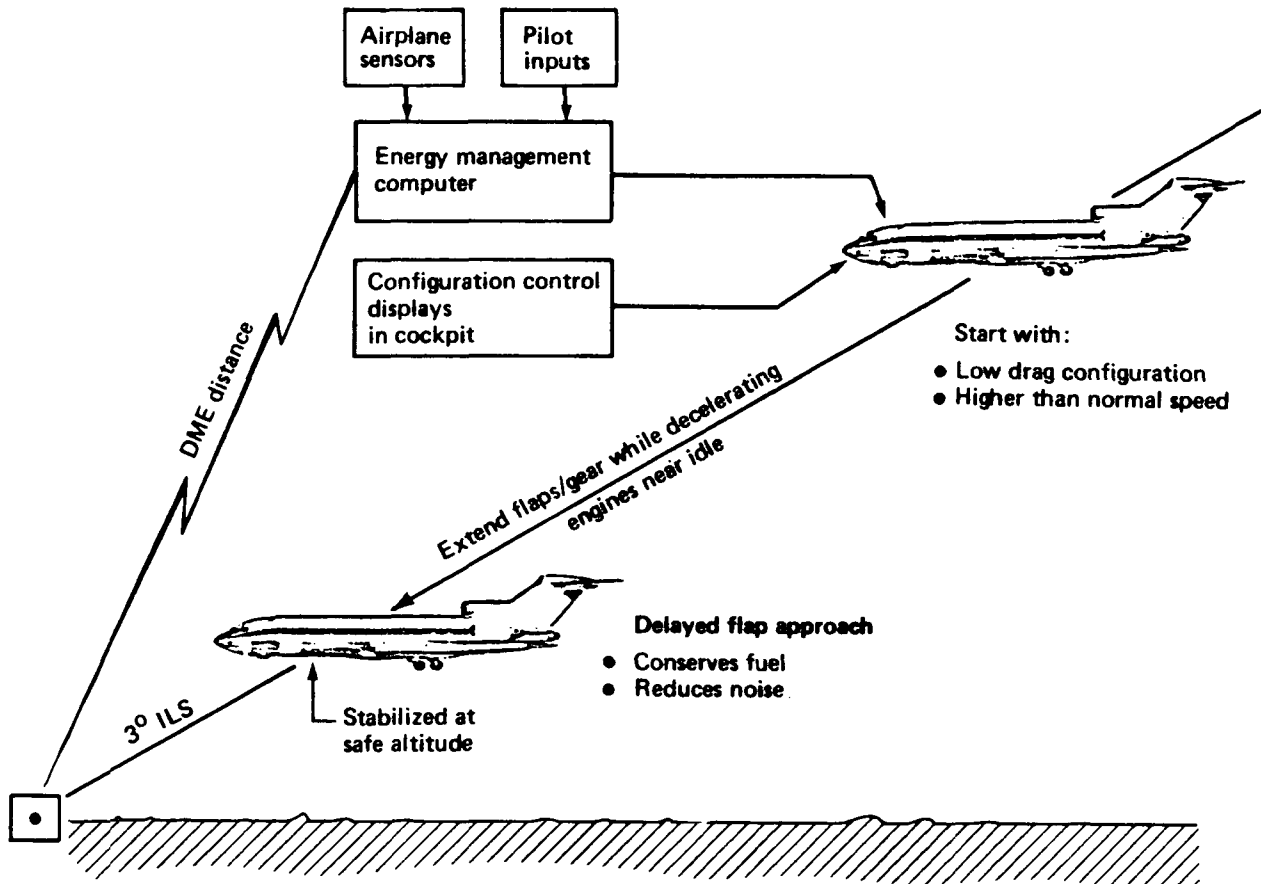 Airplane
sensors
Pilot
inputs
Energy management
computer
Configuration control
displays
in cockpit
DME distance
Start with:
● Low drag configuration
● Higher than normal speed
Extend flaps/gear while decelerating
engines near idle
Delayed flap approach
● Conserves fuel
● Reduces noise
3° ILS
Stabilized at
safe altitude